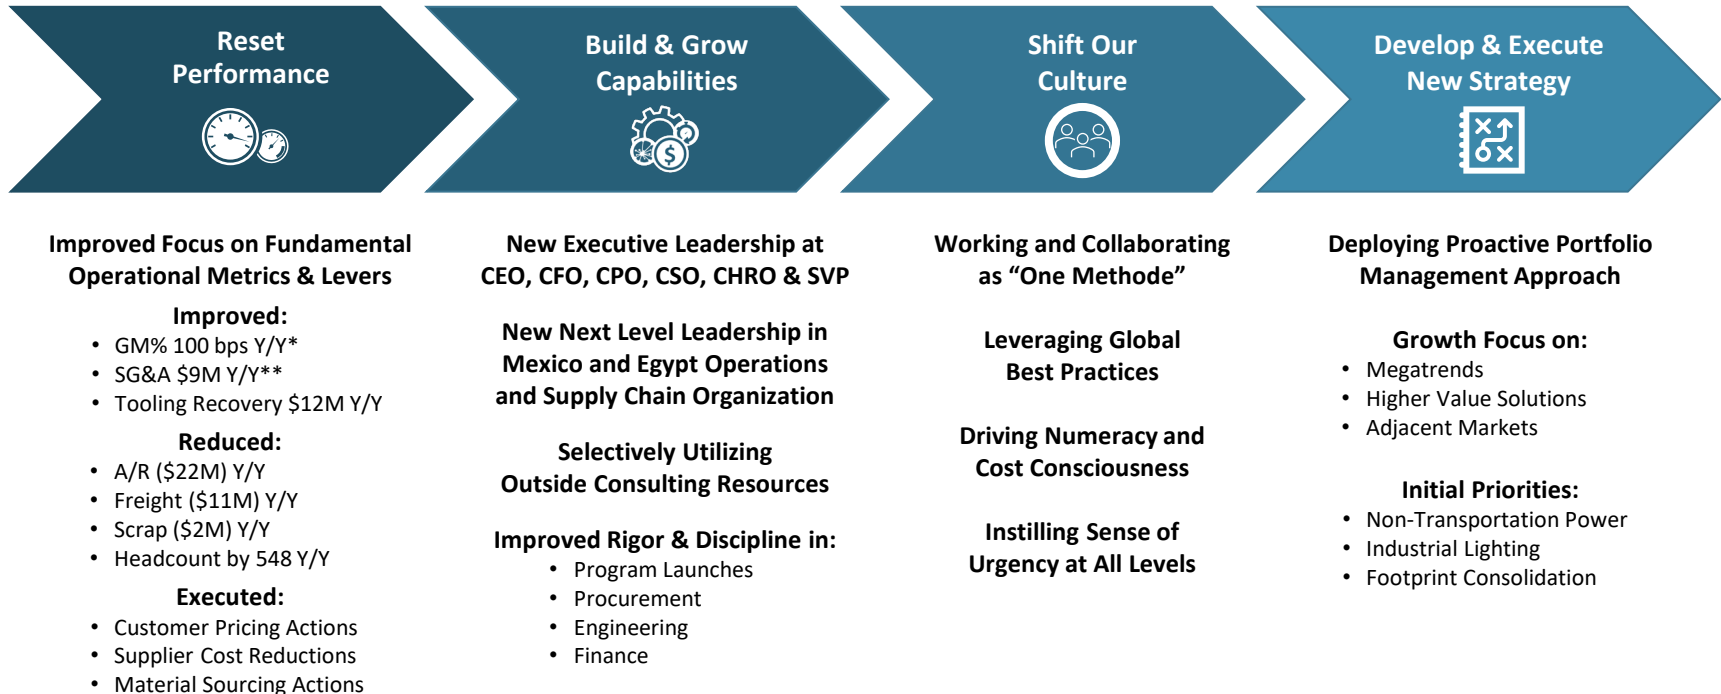 Reset
Performance
Improved Focus on Fundamental
Operational Metrics & Levers
Improved:
• GM% 100 bps Y/Y*
• SG&A $9M Y/Y**
• Tooling Recovery $12M Y/Y
Reduced:
• A/R ($22M) Y/Y
• Freight ($11M) Y/Y
• Scrap ($2M) Y/Y
• Headcount by 548 Y/Y
Executed:
• Customer Pricing Actions
• Supplier Cost Reductions
• Material Sourcing Actions
Build & Grow
Capabilities
$
New Executive Leadership at
CEO, CFO, CPO, CSO, CHRO & SVP
New Next Level Leadership in
Mexico and Egypt Operations
and Supply Chain Organization
Selectively Utilizing
Outside Consulting Resources
Improved Rigor & Discipline in:
• Program Launches
• Procurement
• Engineering
• Finance
Shift Our
Culture
Working and Collaborating
as “One Methode”
Leveraging Global
Best Practices
Driving Numeracy and
Cost Consciousness
Instilling Sense of
Urgency at All Levels
Develop & Execute
New Strategy
Deploying Proactive Portfolio
Management Approach
Growth Focus on:
• Megatrends
• Higher Value Solutions
• Adjacent Markets
Initial Priorities:
• Non-Transportation Power
• Industrial Lighting
• Footprint Consolidation